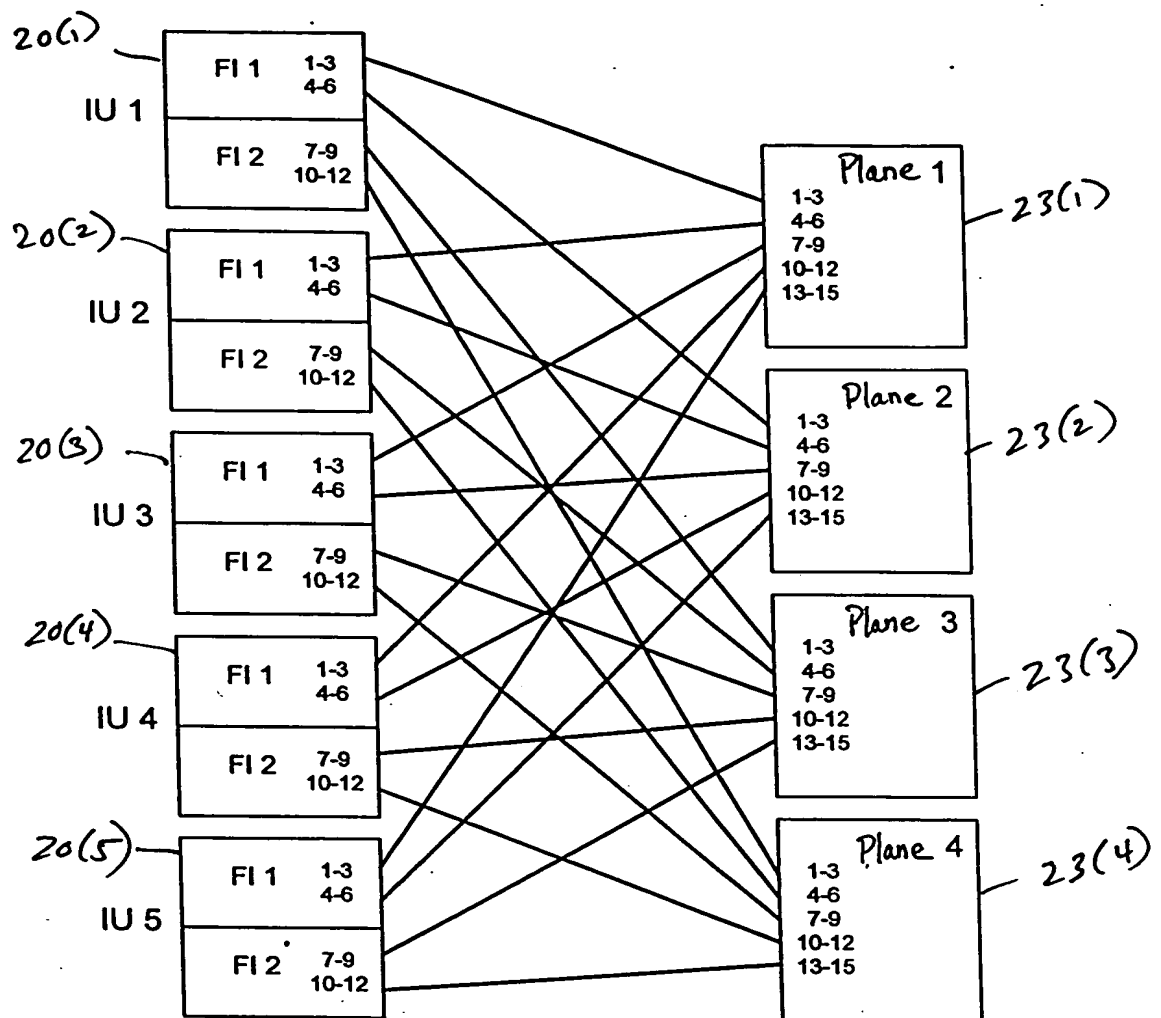 20(1)
IU 1
FI 1 1-3
4-6
FI 2 7-9
10-12
20(2)
IU 2
FI 1 1-3
4-6
FI 2 7-9
10-12
20(3)
IU 3
FI 1 1-3
4-6
FI 2 7-9
10-12
20(4)
IU 4
FI 1 1-3
4-6
FI 2 7-9
10-12
20(5)
IU 5
FI 1 1-3
4-6
FI 2 7-9
10-12
Plane 1
1-3
4-6
7-9
10-12
13-15
23(1)
Plane 2
1-3
4-6
7-9
10-12
13-15
23(2)
Plane 3
1-3
4-6
7-9
10-12
13-15
23(3)
Plane 4
1-3
4-6
7-9
10-12
13-15
23(4)